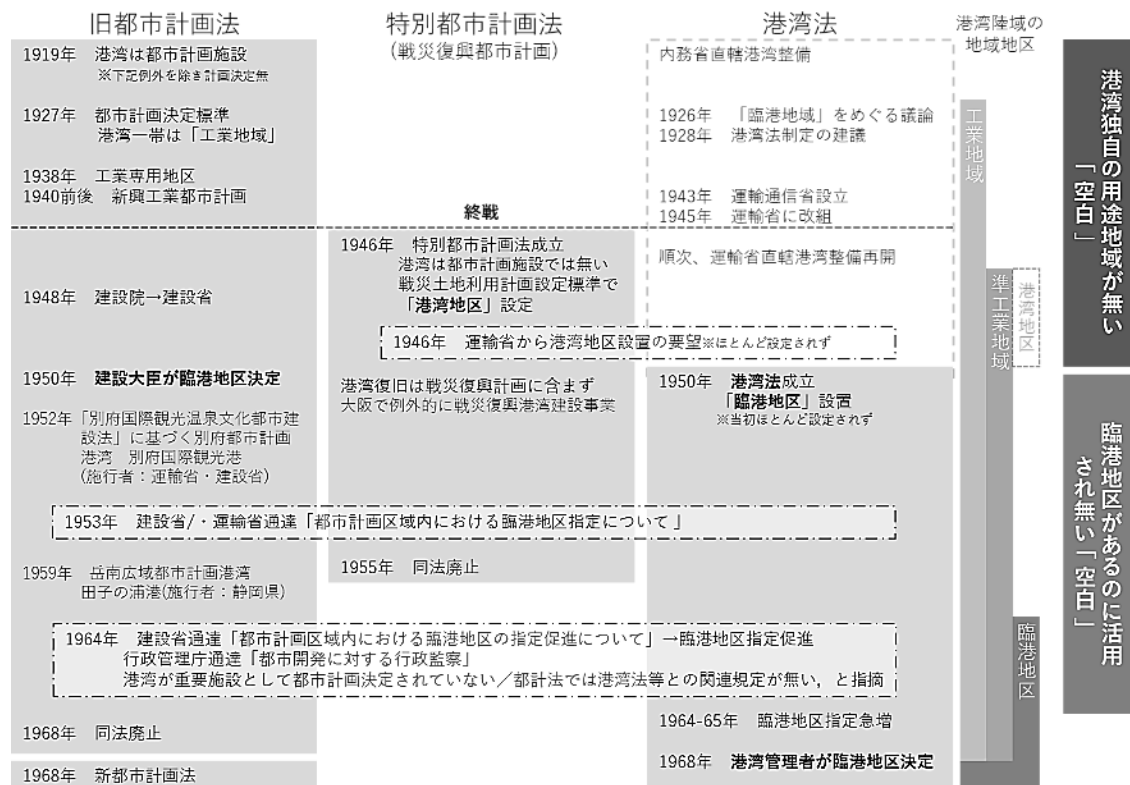 旧都市計画法
1919年 港湾は都市計画施設
※下記例外を除き計画決定無
1927年 都市計画決定標準
港湾一帯は「工業地域」
1938年 工業専用地区
1940前後 新興工業都市計画
1948年 建設院→建設省
1950年 建設大臣が臨港地区決定
1952年「別府国際観光温泉文化都市建
設法」に基づく別府都市計画
港湾 別府国際観光港
(施行者：運輸省・建設省)
1959年 岳南広域都市計画港湾
田子の浦港(施行者：静岡県)
1968年 同法廃止
1968年 新都市計画法
特別都市計画法
(戦災復興都市計画)
終戦
1946年 特別都市計画法成立
港湾は都市計画施設では無い
戦災土地利用計画設定標準で
「港湾地区」設定
1946年 運輸省から港湾地区設置の要望※ほとんど設定されず
港湾復旧は戦災復興計画に含まず
大阪で例外的に戦災復興港湾建設事業
1953年 建設省/・運輸省通達「都市計画区域内における臨港地区指定について」
1955年 同法廃止
1964年 建設省通達「都市計画区域内における臨港地区の指定促進について」→臨港地区指定促進
行政管理庁通達「都市開発に対する行政監察」
港湾が重要施設として都市計画決定されていない／都計法では港湾法等との関連規定が無い，と指摘
港湾法
内務省直轄港湾整備
1926年 「臨港地域」をめぐる議論
1928年 港湾法制定の建議
1943年 運輸通信省設立
1945年 運輸省に改組
順次、運輸省直轄港湾整備再開
1950年 港湾法成立
「臨港地区」設置
※当初ほとんど設定されず
1964-65年 臨港地区指定急増
1968年 港湾管理者が臨港地区決定
港湾陸域の
地域地区
工業地域
準工業地域
港湾地区
臨港地区
港湾独自の用途地域が無い
「空白」
臨港地区があるのに活用
され無い「空白」